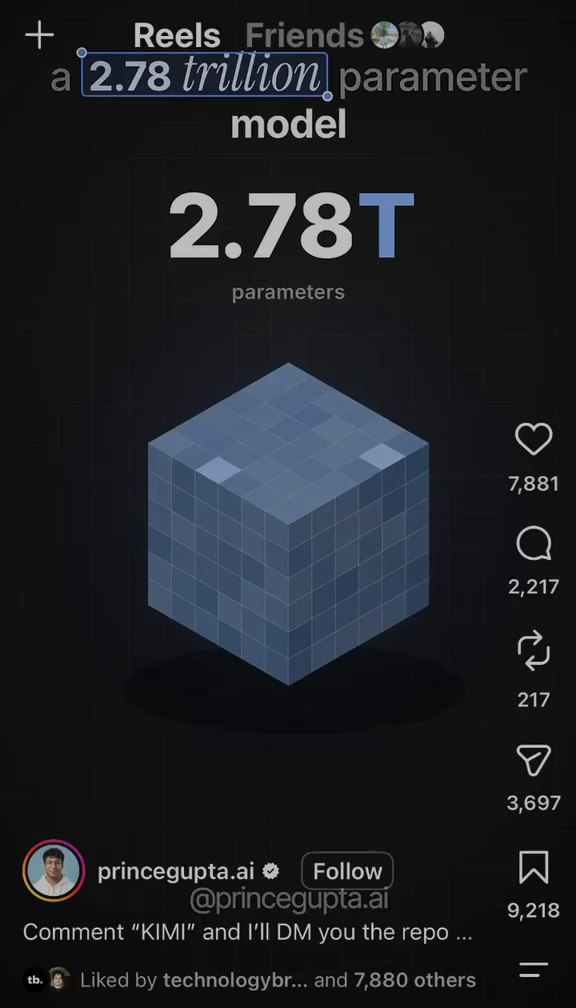 Reels Friends
a 2.78 trillion parameter
model
2.78T
parameters
7,881
2,217
217
3,697
princegupta.ai Follow
@princegupta.ai
9,218
Comment “KIMI” and I’ll DM you the repo ...
tb. Liked by technologybr... and 7,880 others